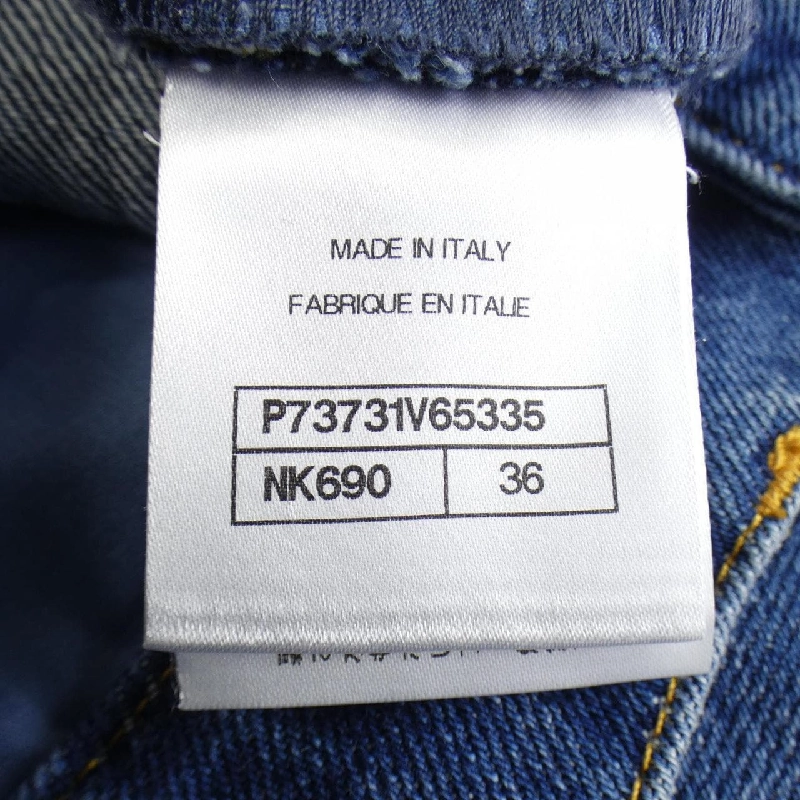 MADE IN ITALY
FABRIQUE EN ITALIE
P73731V65335
NK690 36